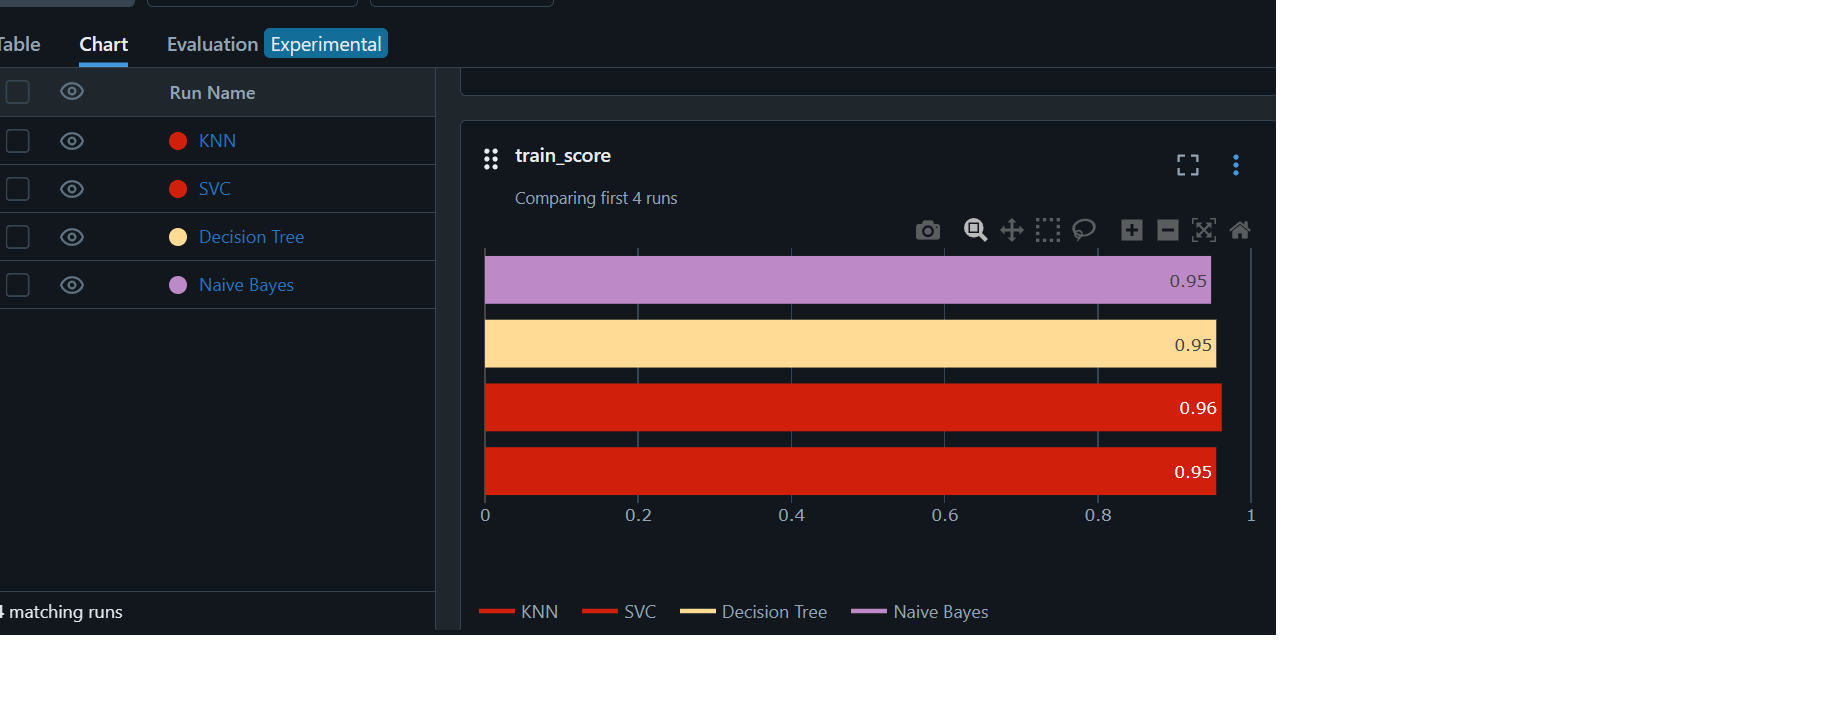 Table Chart Evaluation Experimental
Run Name
KNN
SVC
Decision Tree
Naive Bayes
4 matching runs
train_score
Comparing first 4 runs
0.95
0.95
0.96
0.95
0 0.2 0.4 0.6 0.8 1
KNN SVC Decision Tree Naive Bayes